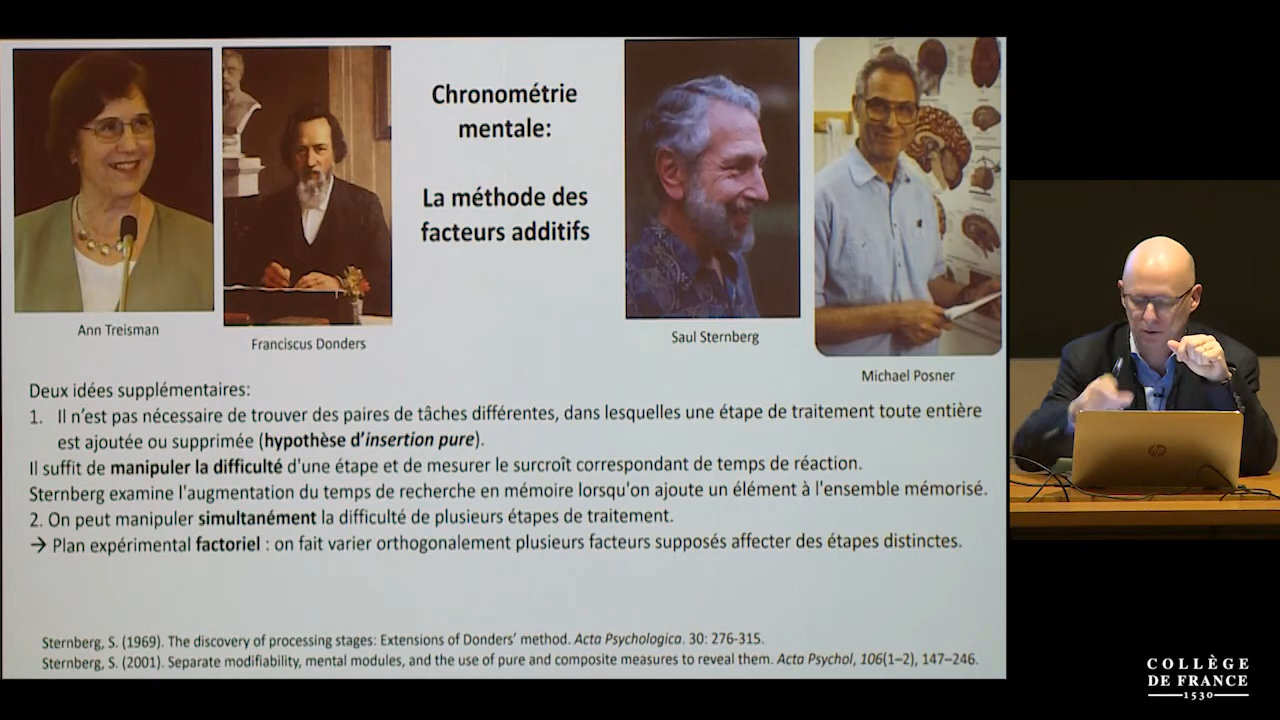 Chronométrie
mentale:
La méthode des
facteurs additifs
Ann Treisman
Franciscus Donders
Saul Sternberg
Michael Posner
Deux idées supplémentaires:
1. Il n'est pas nécessaire de trouver des paires de tâches différentes, dans lesquelles une étape de traitement toute entière
est ajoutée ou supprimée (hypothèse d'insertion pure).
Il suffit de manipuler la difficulté d'une étape et de mesurer le surcroît correspondant de temps de réaction.
Sternberg examine l'augmentation du temps de recherche en mémoire lorsqu'on ajoute un élément à l'ensemble mémorisé.
2. On peut manipuler simultanément la difficulté de plusieurs étapes de traitement.
→ Plan expérimental factoriel : on fait varier orthogonalement plusieurs facteurs supposés affecter des étapes distinctes.
Sternberg, S. (1969). The discovery of processing stages: Extensions of Donders' method. Acta Psychologica. 30: 276-315.
Sternberg, S. (2001). Separate modifiability, mental modules, and the use of pure and composite measures to reveal them. Acta Psychol, 106(1–2), 147–246.
hp
COLLÈGE
DE FRANCE
1530